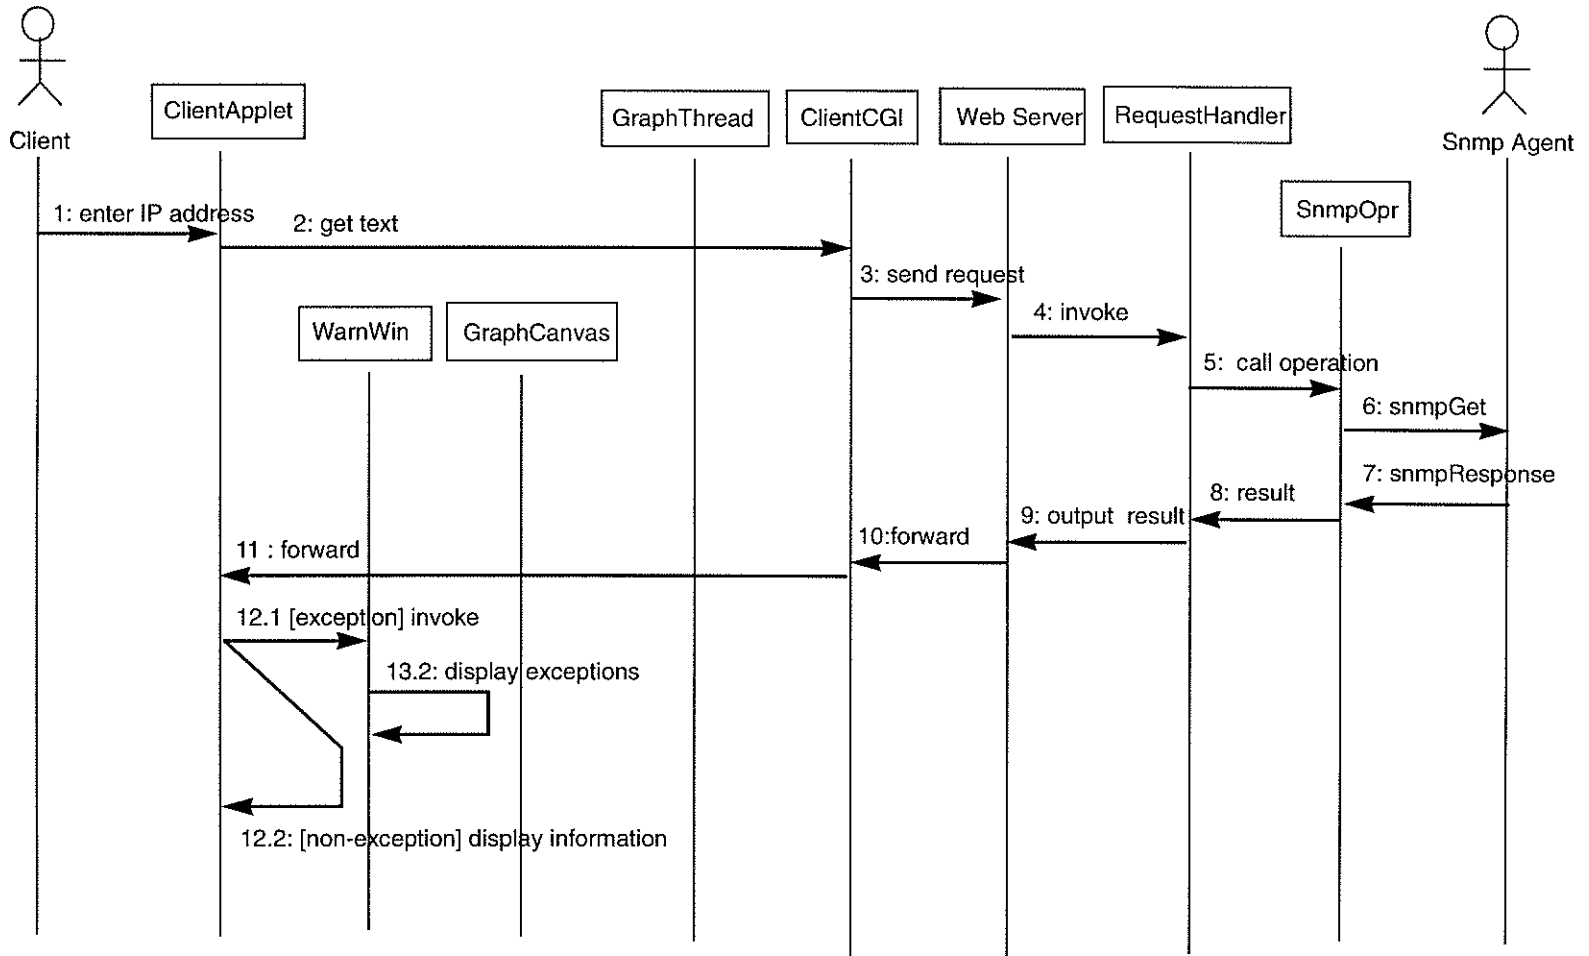 Client
ClientApplet
GraphThread
ClientCGI
Web Server
RequestHandler
Snmp Agent
SnmpOpr
1: enter IP address
2: get text
3: send request
WarnWin
GraphCanvas
4: invoke
5: call operation
6: snmpGet
7: snmpResponse
8: result
9: output result
10:forward
11 : forward
12.1 [exception] invoke
13.2: display exceptions
12.2: [non-exception] display information